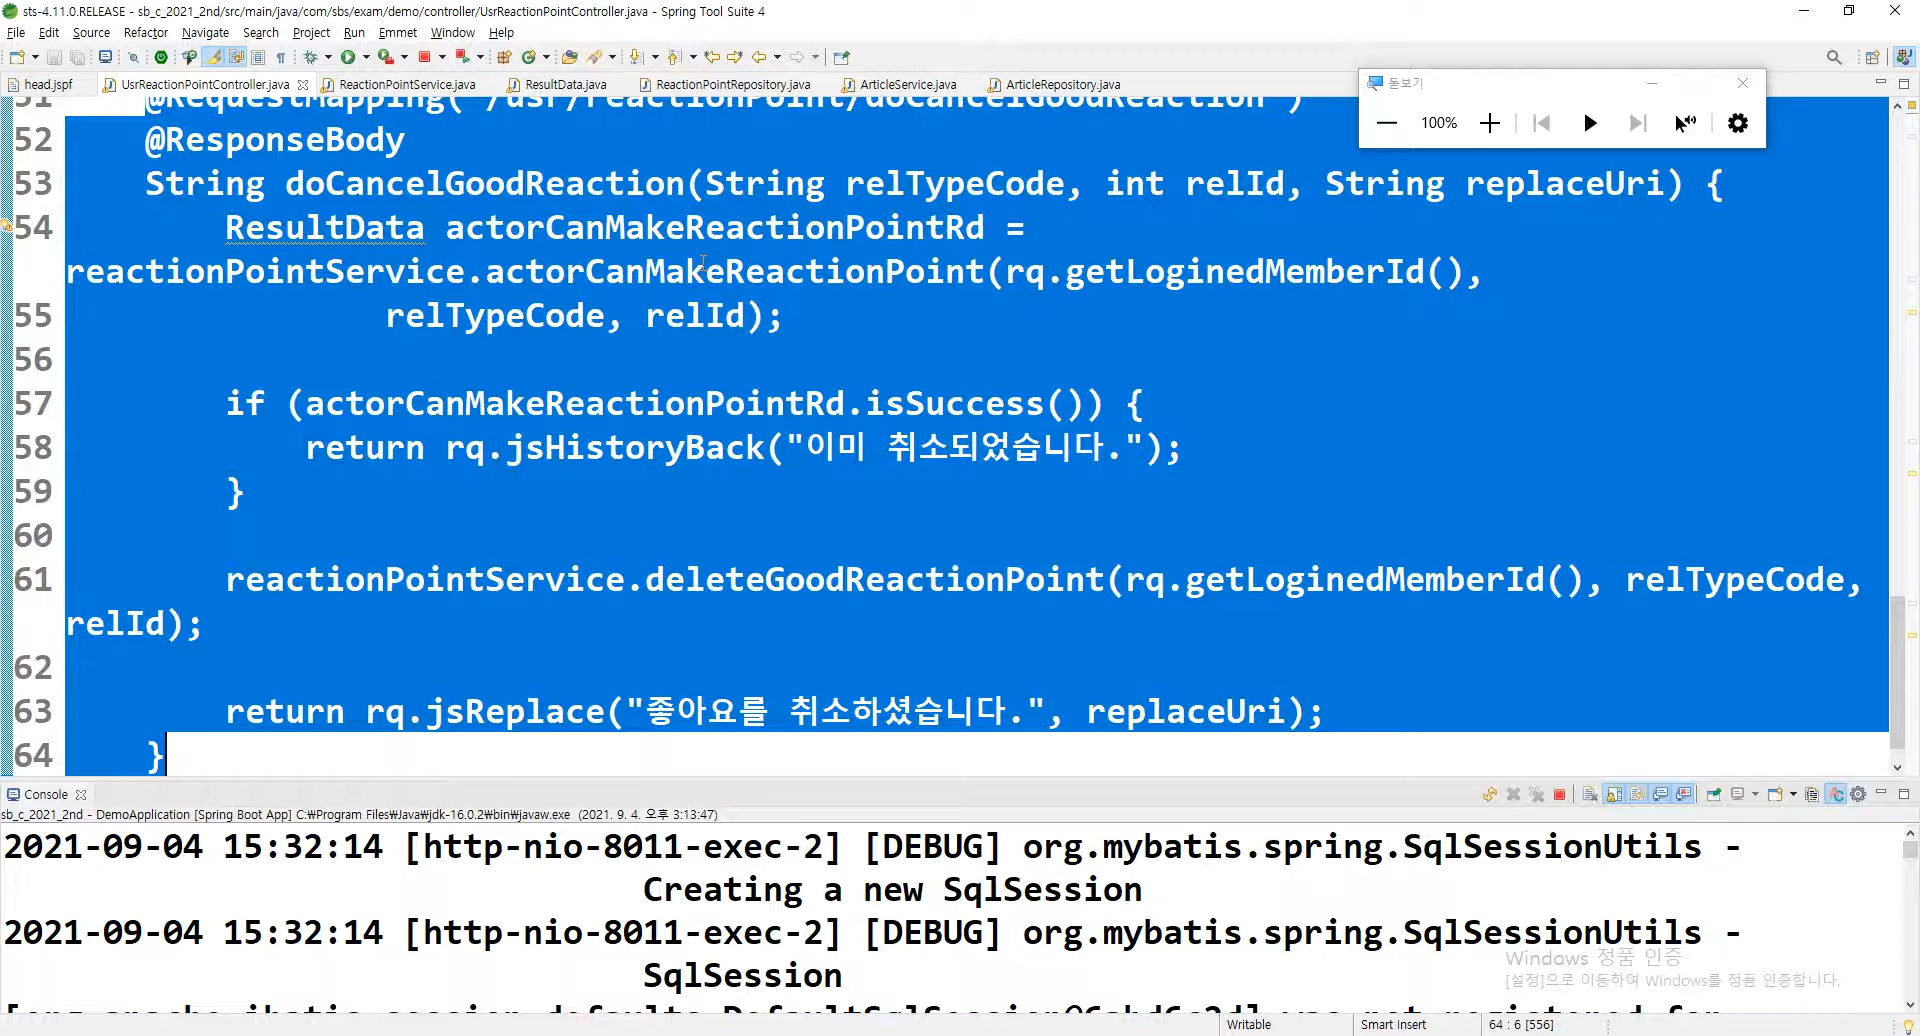 sts-4.11.0.RELEASE - sb_c_2021_2nd/src/main/java/com/sbs/exam/demo/controller/UsrReactionPointController.java - Spring Tool Suite 4
File Edit Source Refactor Navigate Search Project Run Emmet Window Help
head.jspf UsrReactionPointController.java ReactionPointService.java ResultData.java ReactionPointRepository.java ArticleService.java ArticleRepository.java
돋보기
100%
51 @RequestMapping("/usr/reactionPoint/doCancelGoodReaction")
52 @ResponseBody
53 String doCancelGoodReaction(String relTypeCode, int relId, String replaceUri) {
54 ResultData actorCanMakeReactionPointRd =
reactionPointService.actorCanMakeReactionPoint(rq.getLoginedMemberId(),
55 relTypeCode, relId);
56
57 if (actorCanMakeReactionPointRd.isSuccess()) {
58 return rq.jsHistoryBack("이미 취소되었습니다.");
59 }
60
61 reactionPointService.deleteGoodReactionPoint(rq.getLoginedMemberId(), relTypeCode,
relId);
62
63 return rq.jsReplace("좋아요를 취소하셨습니다.", replaceUri);
64 }
Console
sb_c_2021_2nd - DemoApplication [Spring Boot App] C:₩Program Files₩Java₩jdk-16.0.2₩bin₩javaw.exe (2021. 9. 4. 오후 3:13:47)
2021-09-04 15:32:14 [http-nio-8011-exec-2] [DEBUG] org.mybatis.spring.SqlSessionUtils -
Creating a new SqlSession
2021-09-04 15:32:14 [http-nio-8011-exec-2] [DEBUG] org.mybatis.spring.SqlSessionUtils -
SqlSession
Windows 정품 인증
[설정]으로 이동하여 Windows를 정품 인증합니다.
Writable Smart Insert 64 : 6 [556]